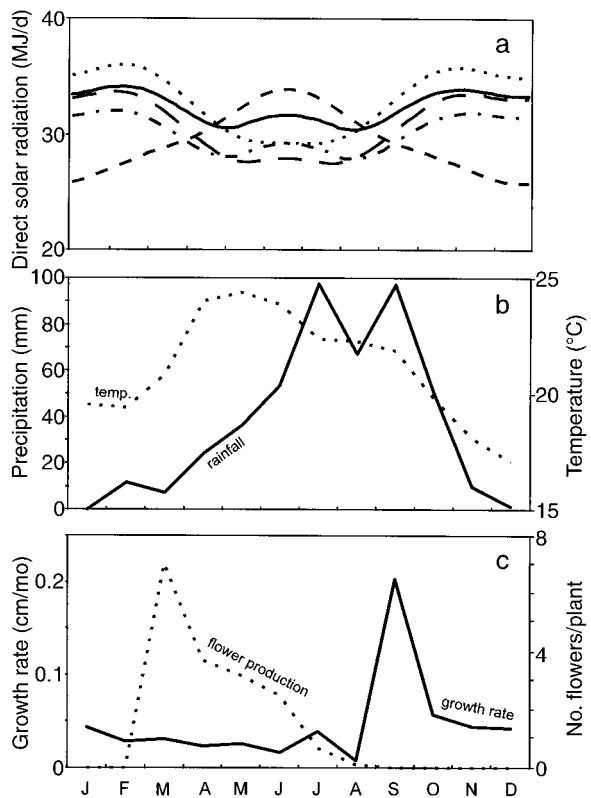 Direct solar radiation (MJ/d)
40
30
20
a
Precipitation (mm)
100
80
60
40
20
0
temp.
rainfall
b
25
20
15
Temperature (°C)
Growth rate (cm/mo)
0.2
0.1
0
flower production
growth rate
c
8
4
0
No. flowers/plant
J F M A M J J A S O N D